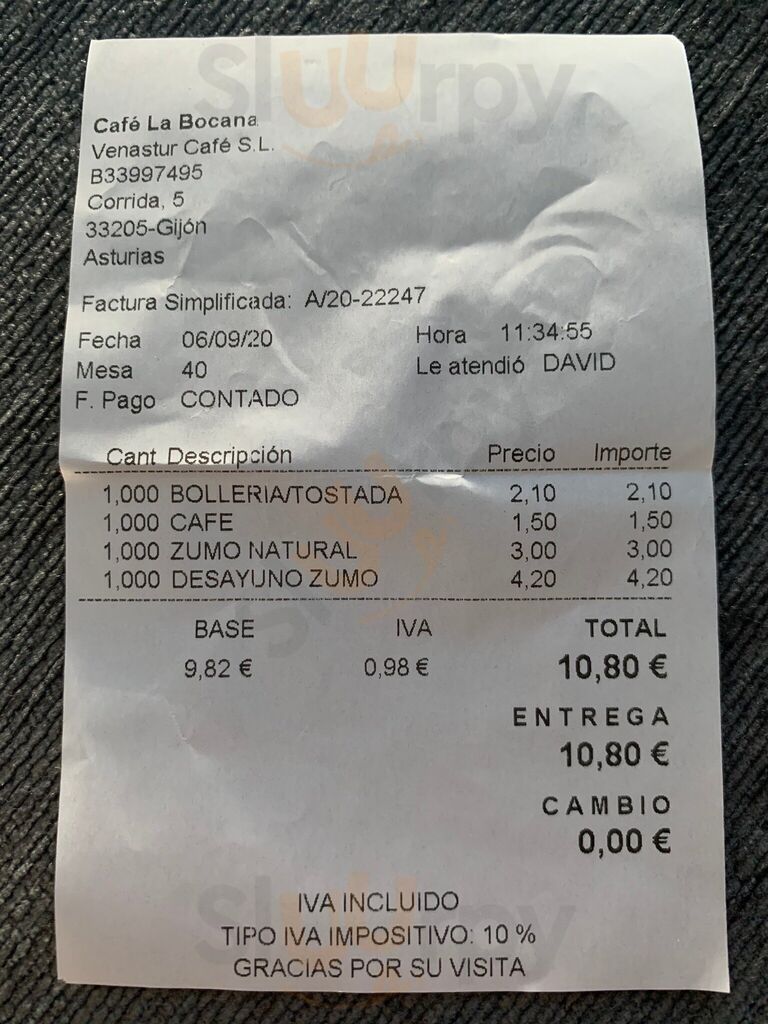 Sluurpy
Café La Bocana
Venastur Café S.L.
B33997495
Corrida, 5
33205-Gijón
Asturias
Factura Simplificada: A/20-22247
Fecha 06/09/20 Hora 11:34:55
Mesa 40 Le atendió DAVID
F. Pago CONTADO
Cant Descripción Precio Importe
1,000 BOLLERIA/TOSTADA 2,10 2,10
1,000 CAFE 1,50 1,50
1,000 ZUMO NATURAL 3,00 3,00
1,000 DESAYUNO ZUMO 4,20 4,20
BASE IVA TOTAL
9,82 € 0,98 € 10,80 €
ENTREGA
10,80 €
CAMBIO
0,00 €
IVA INCLUIDO
TIPO IVA IMPOSITIVO: 10 %
GRACIAS POR SU VISITA